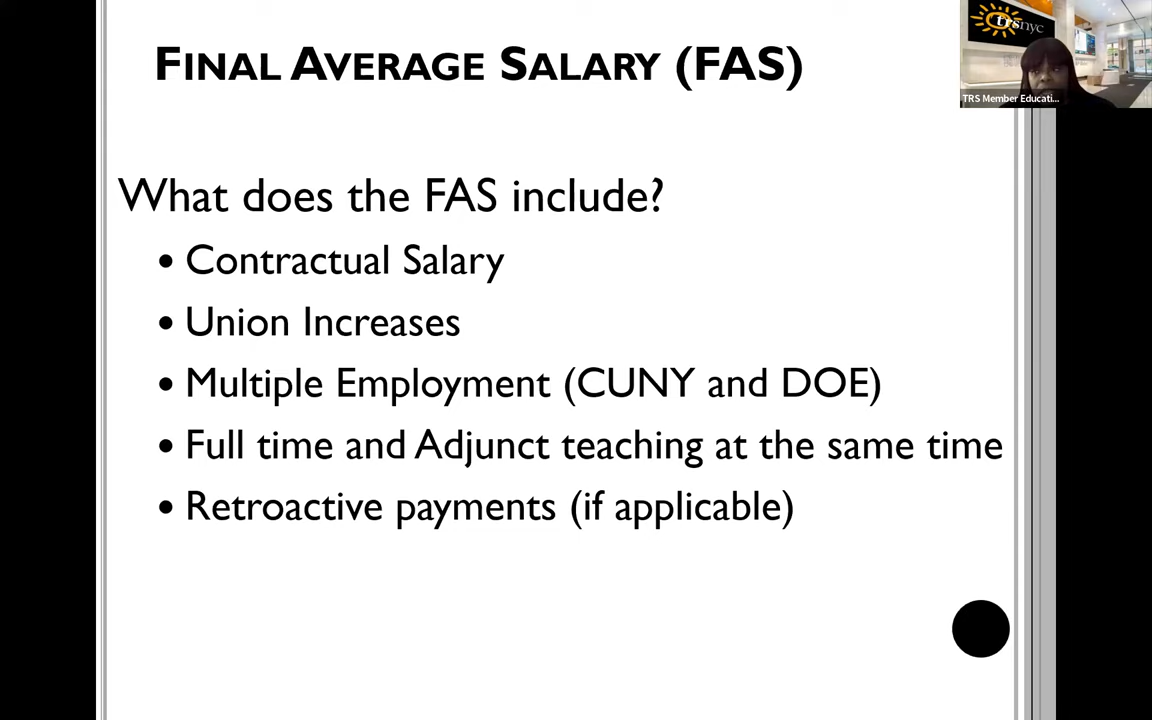 FINAL AVERAGE SALARY (FAS)
trsnyc
TRS Member Educati...
What does the FAS include?
• Contractual Salary
• Union Increases
• Multiple Employment (CUNY and DOE)
• Full time and Adjunct teaching at the same time
• Retroactive payments (if applicable)